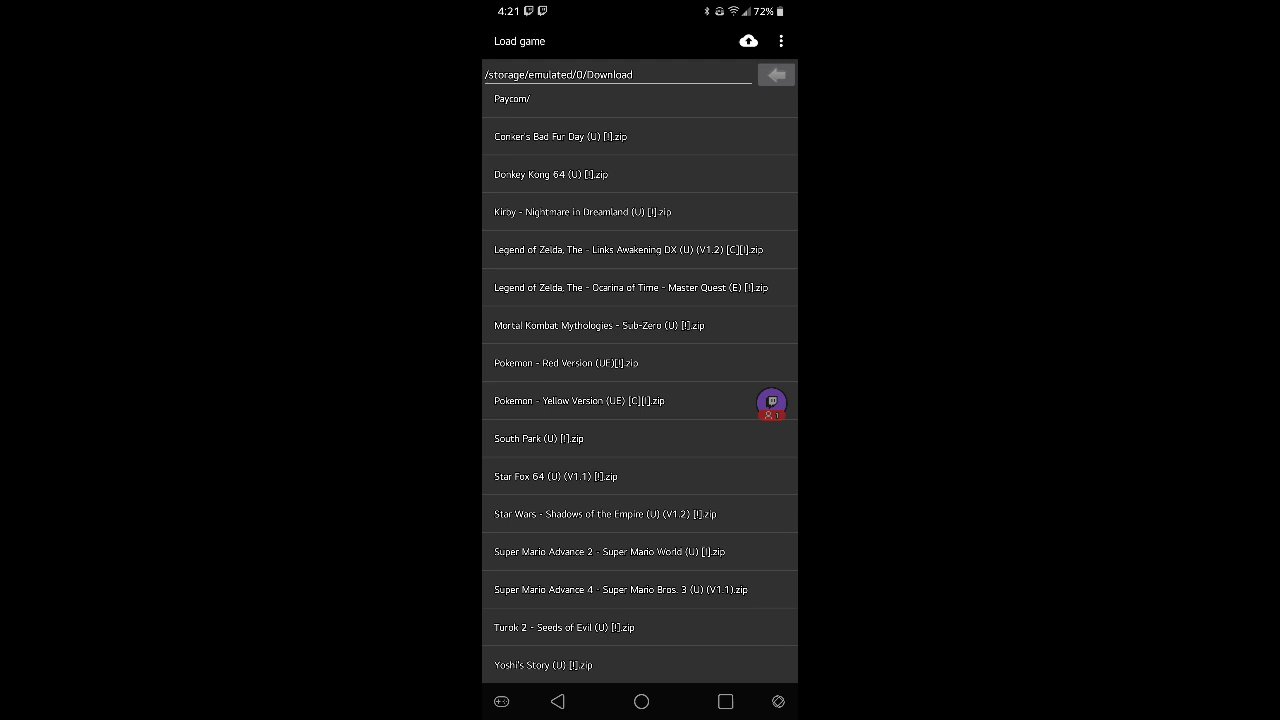 4:21 72%
Load game
/storage/emulated/0/Download
Paycom/
Conker's Bad Fur Day (U) [!].zip
Donkey Kong 64 (U) [!].zip
Kirby - Nightmare in Dreamland (U) [!].zip
Legend of Zelda, The - Links Awakening DX (U) (V1.2) [C][!].zip
Legend of Zelda, The - Ocarina of Time - Master Quest (E) [!].zip
Mortal Kombat Mythologies - Sub-Zero (U) [!].zip
Pokemon - Red Version (UE)[!].zip
Pokemon - Yellow Version (UE) [C][!].zip
1
South Park (U) [!].zip
Star Fox 64 (U) (V1.1) [!].zip
Star Wars - Shadows of the Empire (U) (V1.2) [!].zip
Super Mario Advance 2 - Super Mario World (U) [!].zip
Super Mario Advance 4 - Super Mario Bros. 3 (U) (V1.1).zip
Turok 2 - Seeds of Evil (U) [!].zip
Yoshi's Story (U) [!].zip